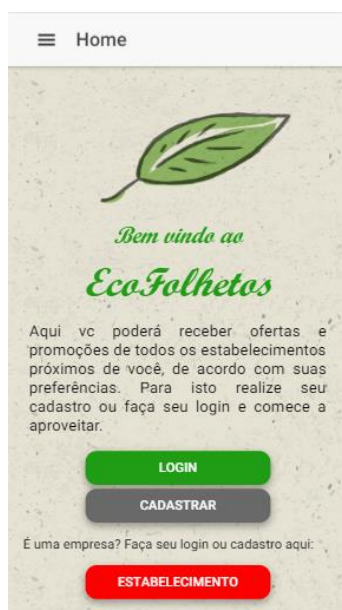 Home
Bem vindo ao
EcoFolhetos
Aqui vc poderá receber ofertas e
promoções de todos os estabelecimentos
próximos de você, de acordo com suas
preferências. Para isto realize seu
cadastro ou faça seu login e comece a
aproveitar.
LOGIN
CADASTRAR
É uma empresa? Faça seu login ou cadastro aqui:
ESTABELECIMENTO